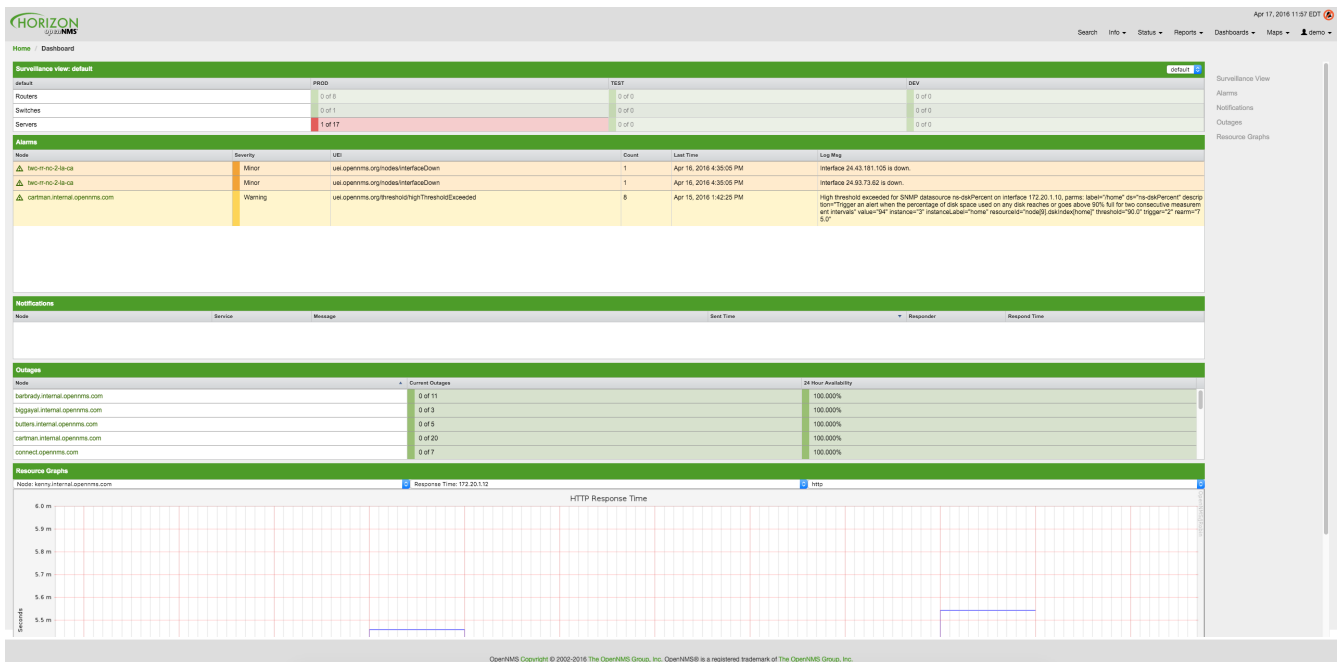 HORIZON
openNMS
Apr 17, 2016 11:57 EDT
Search Info Status Reports Dashboards Maps demo
Home / Dashboard
Surveillance view: default
default
default PROD TEST DEV
Routers 0 of 8 0 of 0 0 of 0
Switches 0 of 1 0 of 0 0 of 0
Servers 1 of 17 0 of 0 0 of 0
Surveillance View
Alarms
Notifications
Outages
Resource Graphs
Alarms
Node Severity UEI Count Last Time Log Msg
twc-rr-nc-2-la-ca Minor uei.opennms.org/nodes/interfaceDown 1 Apr 16, 2016 4:35:05 PM Interface 24.43.181.105 is down.
twc-rr-nc-2-la-ca Minor uei.opennms.org/nodes/interfaceDown 1 Apr 16, 2016 4:35:05 PM Interface 24.93.73.62 is down.
cartman.internal.opennms.com Warning uei.opennms.org/threshold/highThresholdExceeded 8 Apr 15, 2016 1:42:25 PM High threshold exceeded for SNMP datasource ns-dskPercent on interface 172.20.1.10, parms: label="/home" ds="ns-dskPercent" descrip
tion="Trigger an alert when the percentage of disk space used on any disk reaches or goes above 90% full for two consecutive measurem
ent intervals" value="94" instance="3" instanceLabel="home" resourceId="node[9].dskIndex[home]" threshold="90.0" trigger="2" rearm="7
5.0"
Notifications
Node Service Message Sent Time Responder Respond Time
Outages
Node Current Outages 24 Hour Availability
barbrady.internal.opennms.com 0 of 11 100.000%
biggayal.internal.opennms.com 0 of 3 100.000%
butters.internal.opennms.com 0 of 5 100.000%
cartman.internal.opennms.com 0 of 20 100.000%
connect.opennms.com 0 of 7 100.000%
Resource Graphs
Node: kenny.internal.opennms.com Response Time: 172.20.1.12 http
HTTP Response Time
6.0 m
5.9 m
5.8 m
5.7 m
5.6 m
5.5 m
Seconds
OpenNMS Copyright © 2002-2016 The OpenNMS Group, Inc. OpenNMS® is a registered trademark of The OpenNMS Group, Inc.